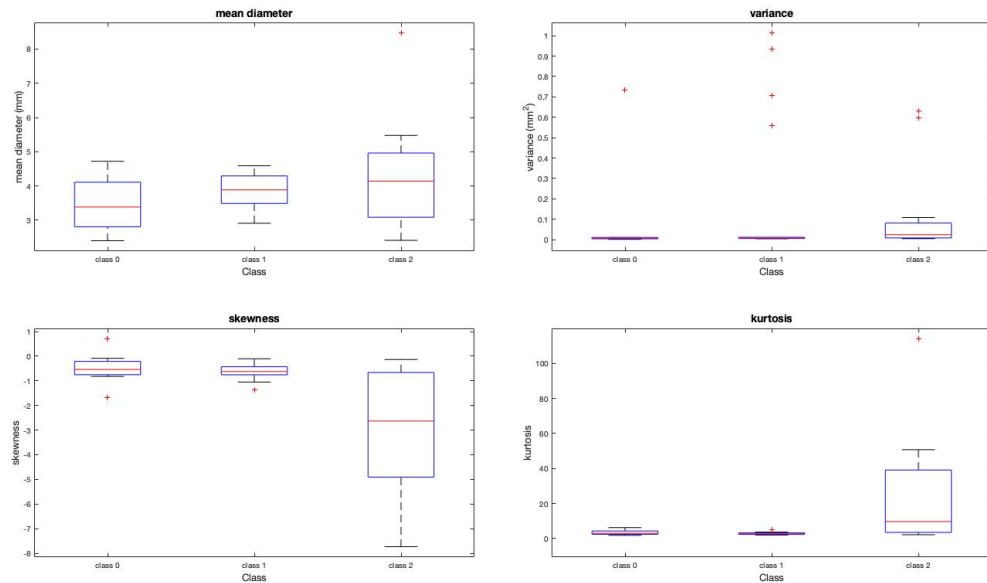 mean diameter
mean diameter (mm)
8
7
6
5
4
3
class 0
class 1
class 2
Class
variance
variance (mm²)
1
0.9
0.8
0.7
0.6
0.5
0.4
0.3
0.2
0.1
0
class 0
class 1
class 2
Class
skewness
skewness
1
0
-1
-2
-3
-4
-5
-6
-7
-8
class 0
class 1
class 2
Class
kurtosis
kurtosis
100
80
60
40
20
0
class 0
class 1
class 2
Class